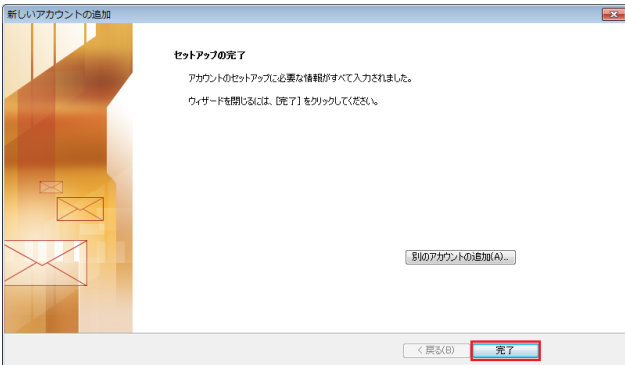 新しいアカウントの追加
セットアップの完了
アカウントのセットアップに必要な情報がすべて入力されました。
ウィザードを閉じるには、[完了] をクリックしてください。
別のアカウントの追加(A)...
< 戻る(B)
完了